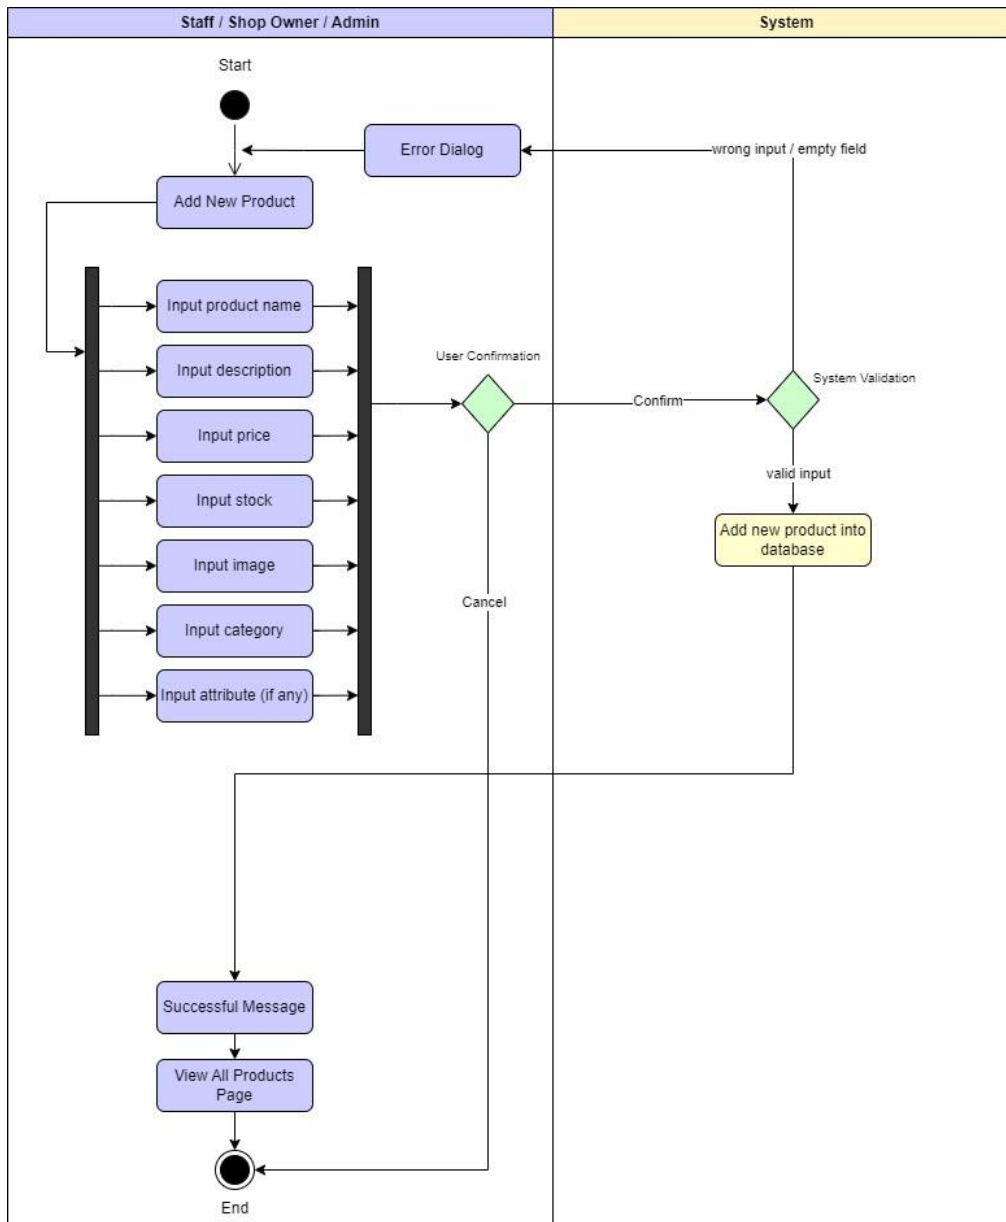 Staff / Shop Owner / Admin
System
Start
Error Dialog
wrong input / empty field
Add New Product
Input product name
Input description
Input price
Input stock
Input image
Input category
Input attribute (if any)
User Confirmation
Confirm
System Validation
valid input
Add new product into
database
Cancel
Successful Message
View All Products
Page
End